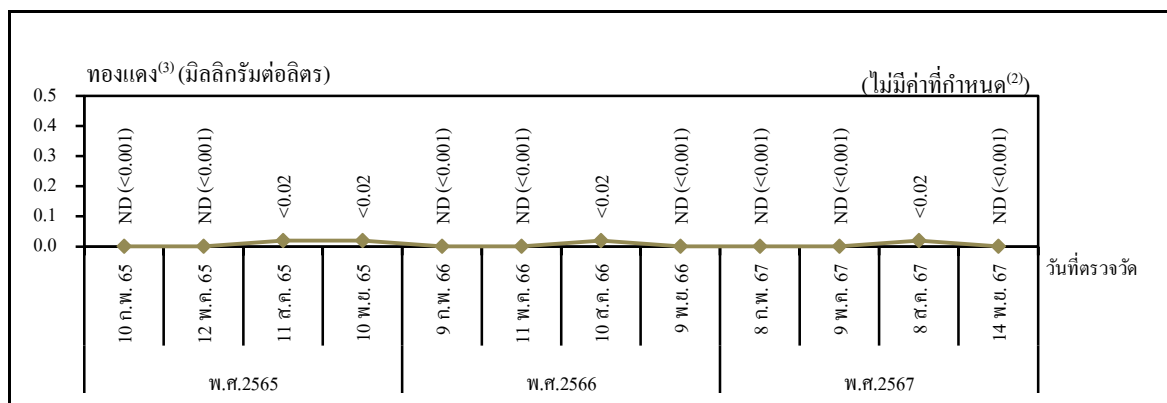 ทองแดง(3) (มิลลิกรัมต่อลิตร)
(ไม่มีค่าที่กำหนด(2))
0.5
0.4
0.3
0.2
0.1
0.0
ND (<0.001)
ND (<0.001)
<0.02
<0.02
ND (<0.001)
ND (<0.001)
<0.02
ND (<0.001)
ND (<0.001)
ND (<0.001)
<0.02
ND (<0.001)
วันที่ตรวจวัด
10 ก.พ. 65
12 พ.ค. 65
11 ส.ค. 65
10 พ.ย. 65
9 ก.พ. 66
11 พ.ค. 66
10 ส.ค. 66
9 พ.ย. 66
8 ก.พ. 67
9 พ.ค. 67
8 ส.ค. 67
14 พ.ย. 67
พ.ศ.2565
พ.ศ.2566
พ.ศ.2567